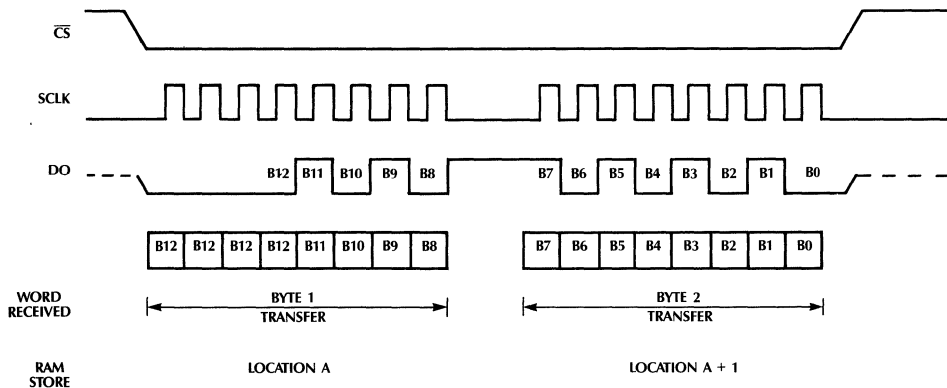 CS
SCLK
DO
B12 B11 B10 B9 B8 B7 B6 B5 B4 B3 B2 B1 B0
B12 B12 B12 B12 B11 B10 B9 B8 B7 B6 B5 B4 B3 B2 B1 B0
WORD RECEIVED
BYTE 1 TRANSFER
BYTE 2 TRANSFER
RAM STORE
LOCATION A
LOCATION A + 1